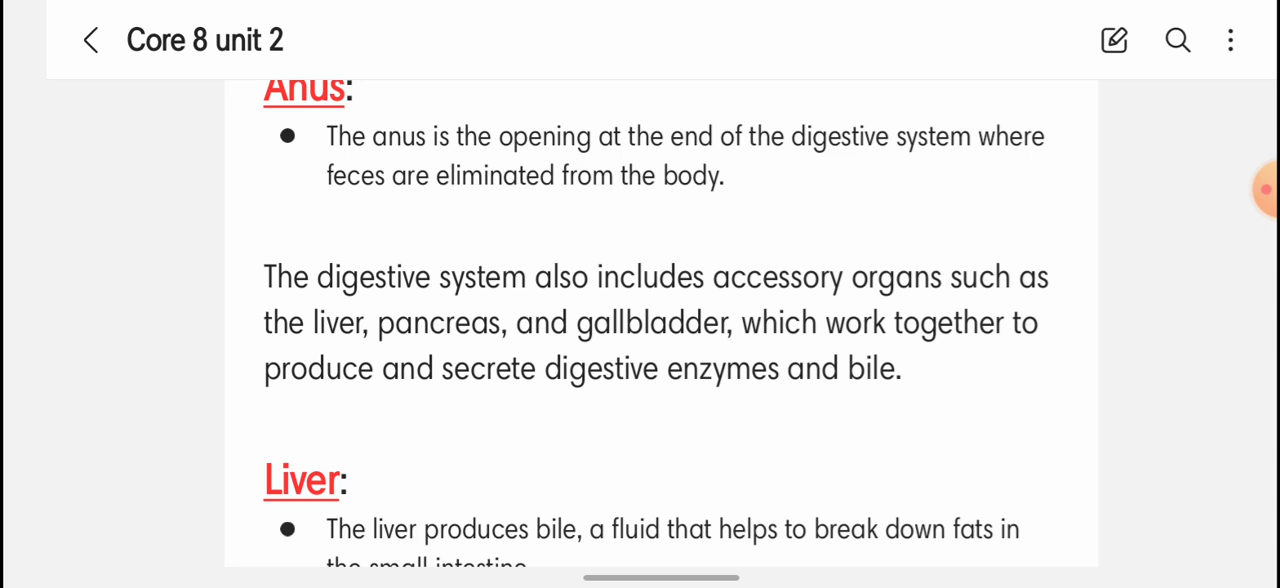 Core 8 unit 2
Anus:
● The anus is the opening at the end of the digestive system where
feces are eliminated from the body.
The digestive system also includes accessory organs such as
the liver, pancreas, and gallbladder, which work together to
produce and secrete digestive enzymes and bile.
Liver:
● The liver produces bile, a fluid that helps to break down fats in
the small intestine.